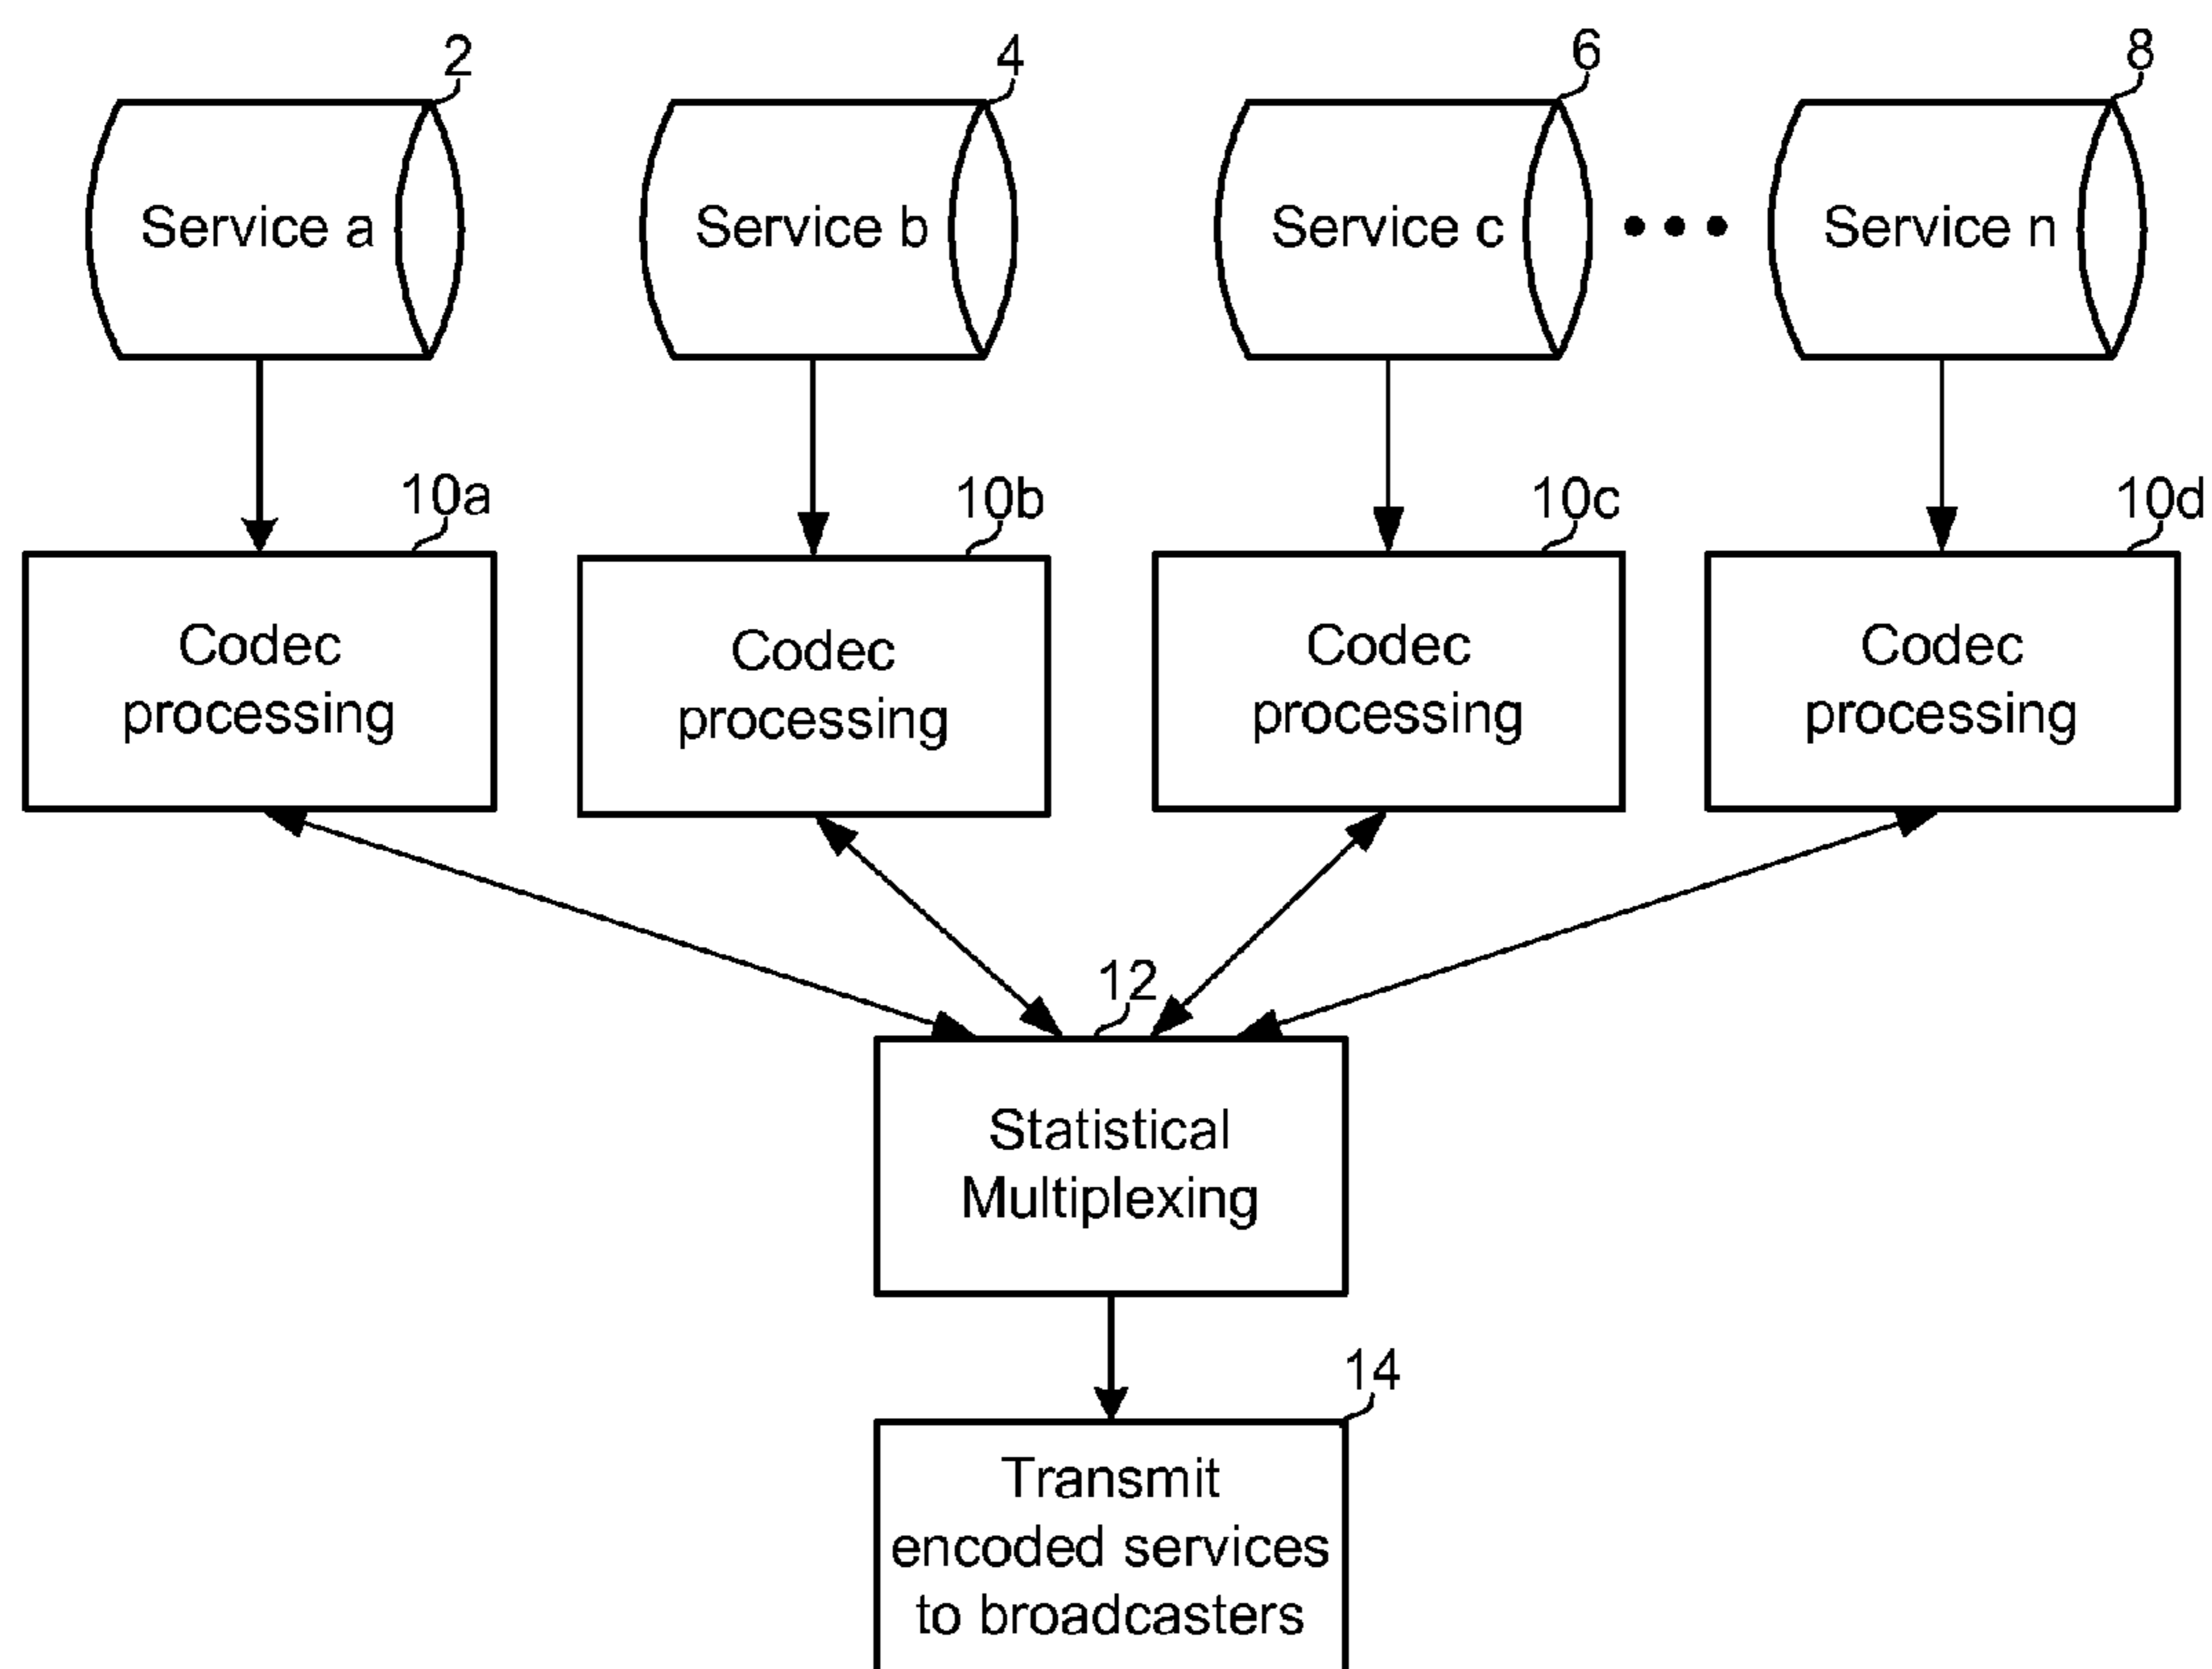 2
4
6
8
Service a
Service b
Service c
Service n
10a
10b
10c
10d
Codec
processing
Codec
processing
Codec
processing
Codec
processing
12
Statistical
Multiplexing
14
Transmit
encoded services
to broadcasters